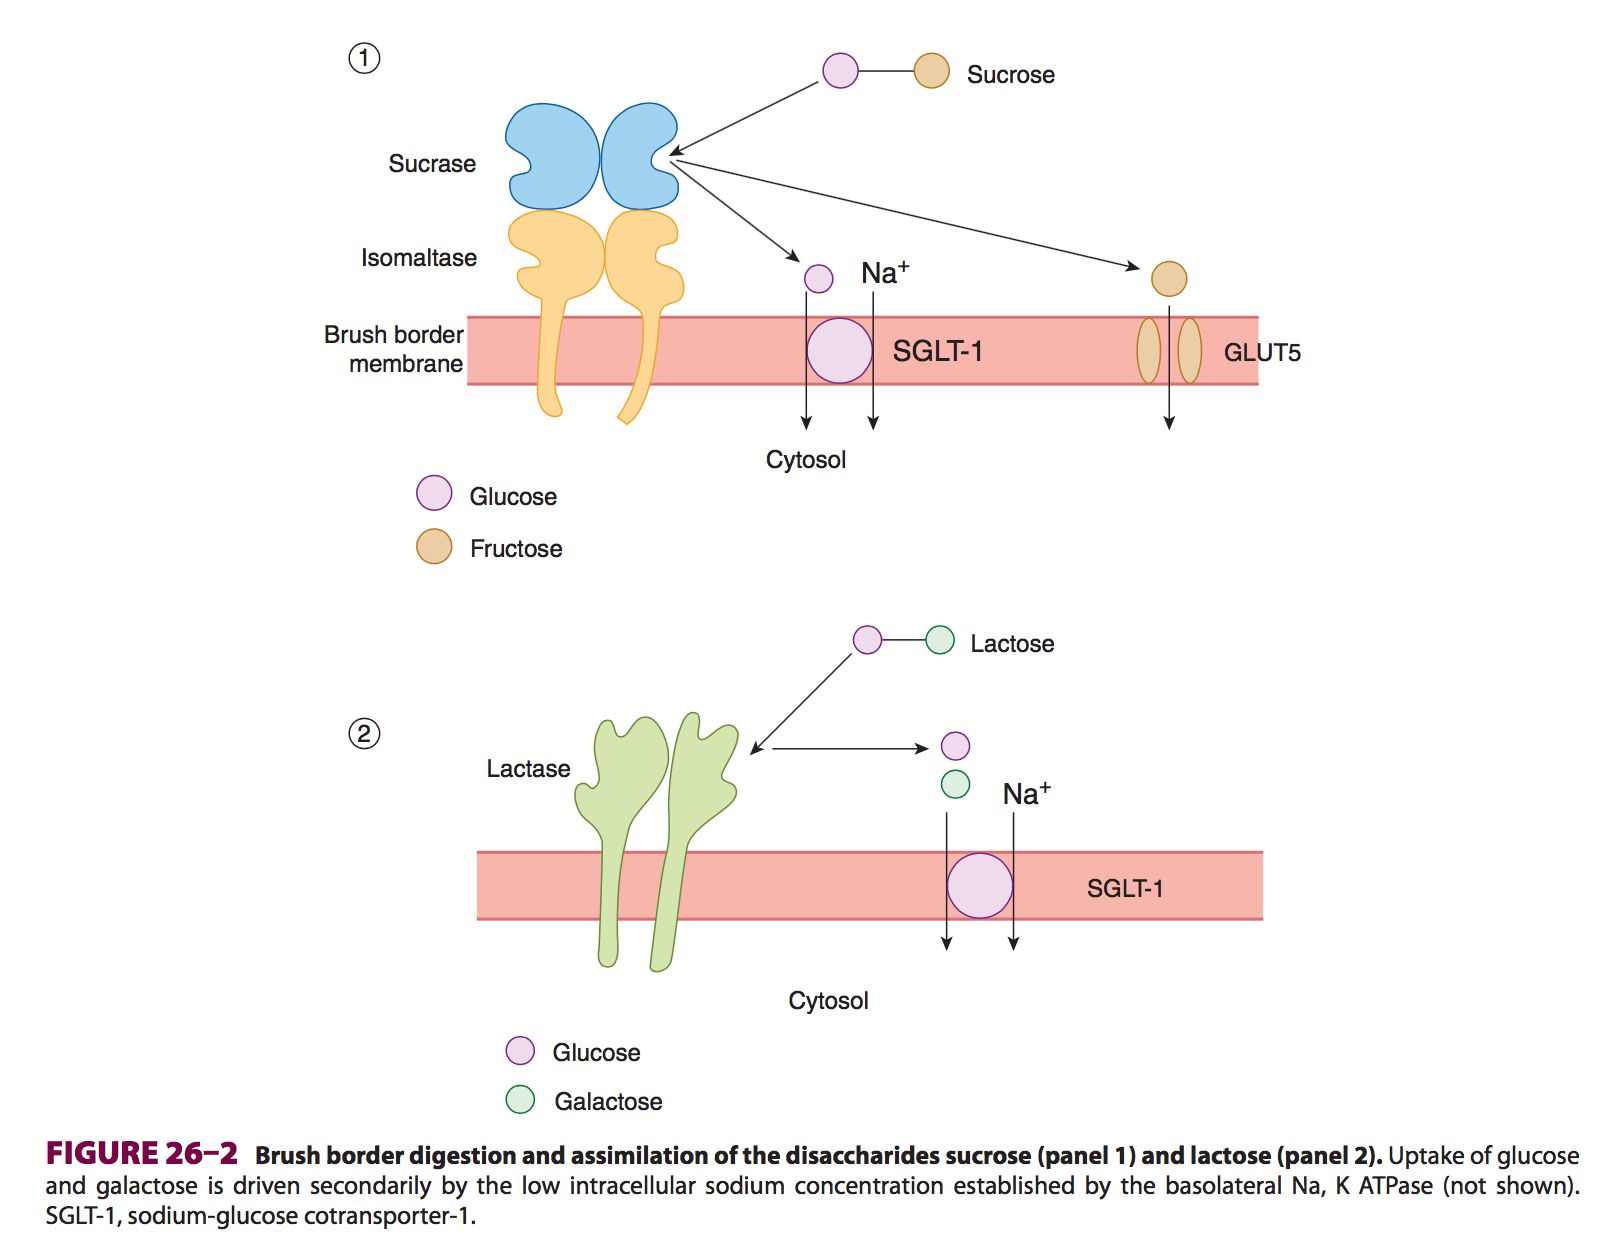 1
Sucrose
Sucrase
Isomaltase
Na+
Brush border
membrane
SGLT-1
GLUT5
Cytosol
Glucose
Fructose
Lactose
2
Lactase
Na+
SGLT-1
Cytosol
Glucose
Galactose
FIGURE 26–2 Brush border digestion and assimilation of the disaccharides sucrose (panel 1) and lactose (panel 2). Uptake of glucose
and galactose is driven secondarily by the low intracellular sodium concentration established by the basolateral Na, K ATPase (not shown).
SGLT-1, sodium-glucose cotransporter-1.